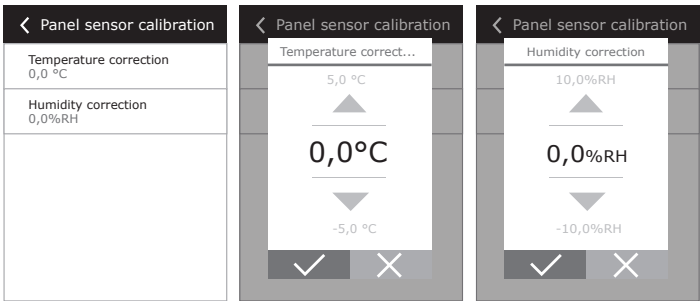 Panel sensor calibration
Temperature correction
0,0 °C
Humidity correction
0,0%RH
Panel sensor calibration
Temperature correct...
5,0 °C
0,0°C
-5,0 °C
Panel sensor calibration
Humidity correction
10,0%RH
0,0%RH
-10,0%RH